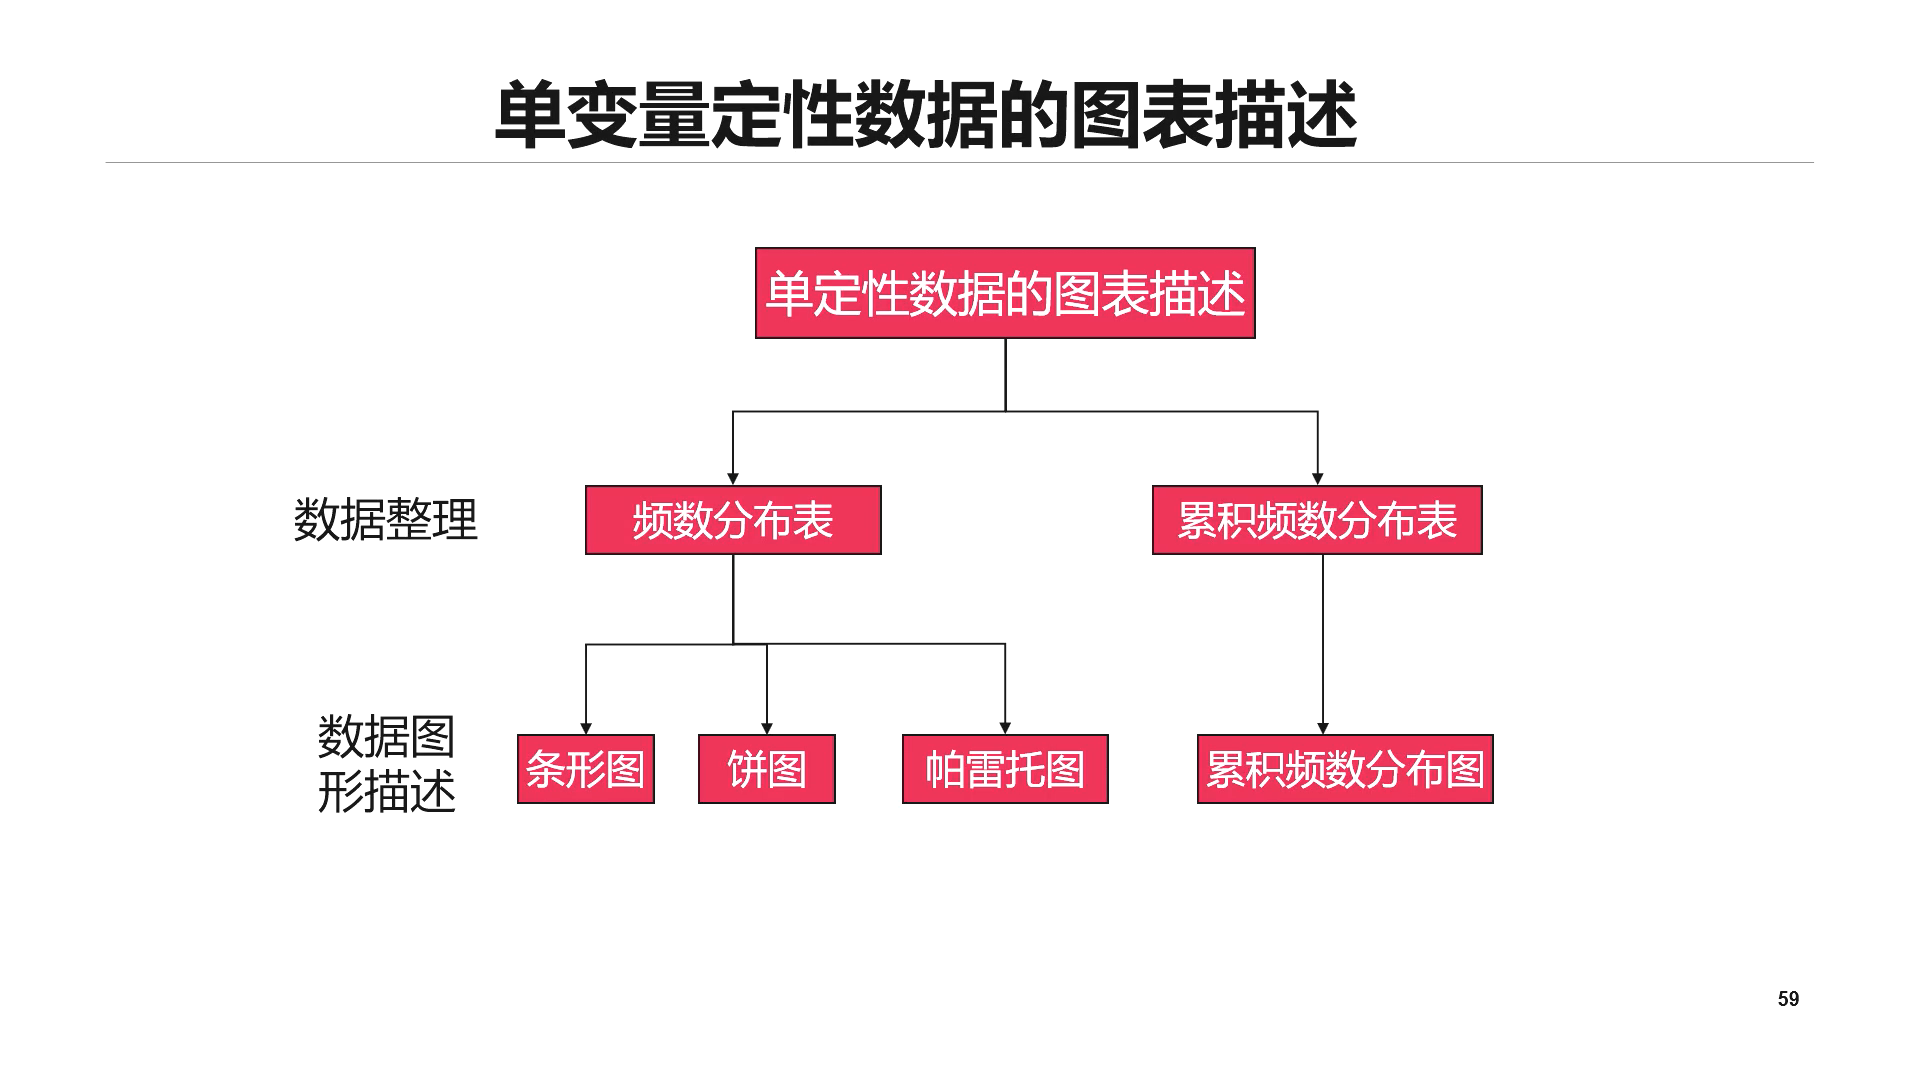 单变量定性数据的图表描述
单定性数据的图表描述
数据整理
频数分布表
累积频数分布表
数据图
形描述
条形图
饼图
帕雷托图
累积频数分布图
59